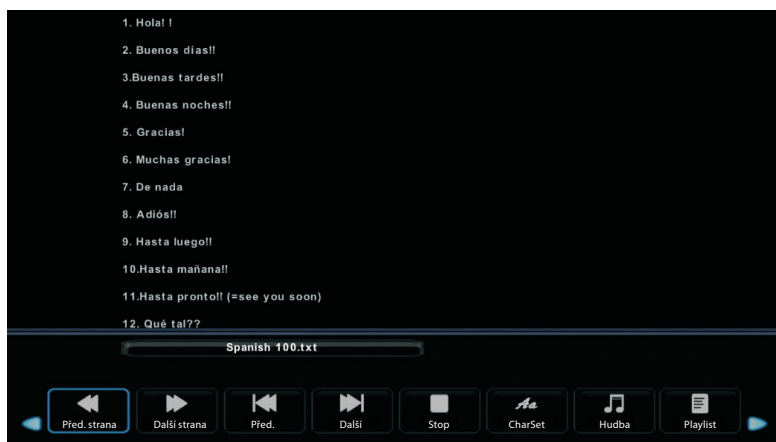 1. Hola! !
2. Buenos días!!
3.Buenas tardes!!
4. Buenas noches!!
5. Gracias!
6. Muchas gracias!
7. De nada
8. Adiós!!
9. Hasta luego!!
10.Hasta mañana!!
11.Hasta pronto!! (=see you soon)
12. Qué tal??
Spanish 100.txt
Aa
Před. strana Další strana Před. Další Stop CharSet Hudba Playlist